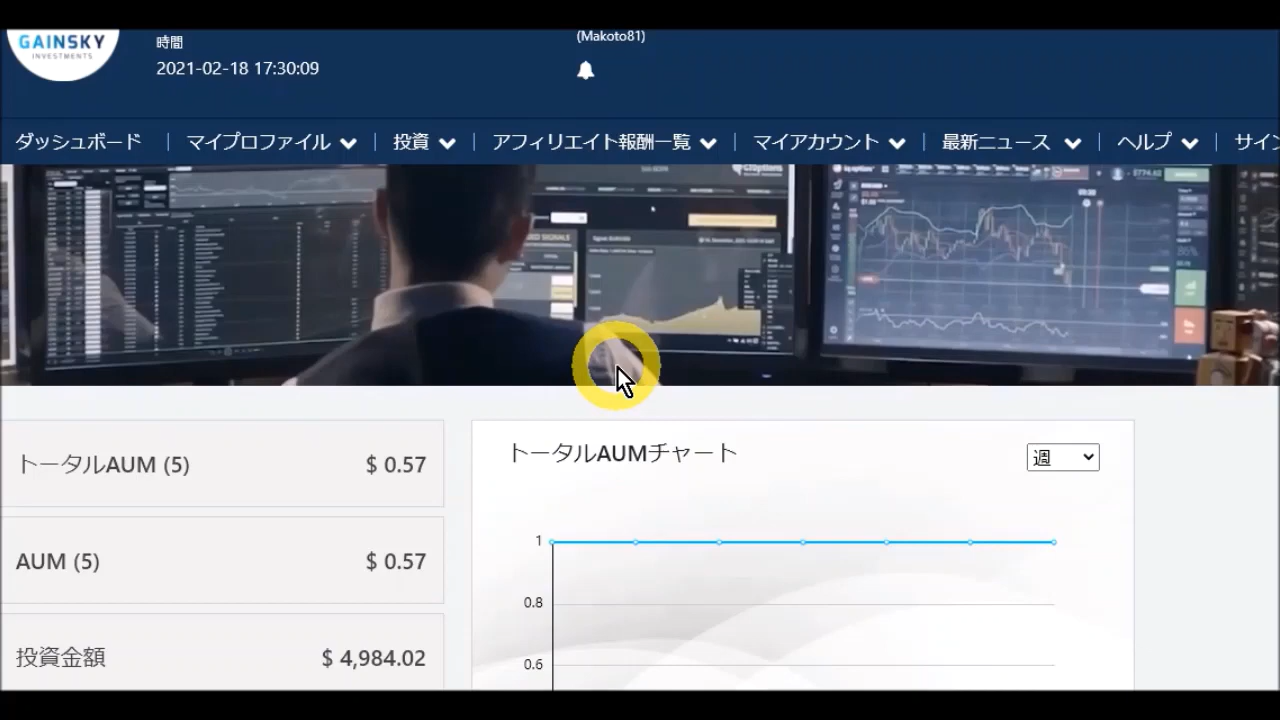 GAINSKY
INVESTMENTS
時間
2021-02-18 17:30:09
(Makoto81)
ダッシュボード
マイプロファイル
投資
アフィリエイト報酬一覧
マイアカウント
最新ニュース
ヘルプ
サイン
トータルAUM (5)
$ 0.57
AUM (5)
$ 0.57
投資金額
$ 4,984.02
トータルAUMチャート
週
1
0.8
0.6